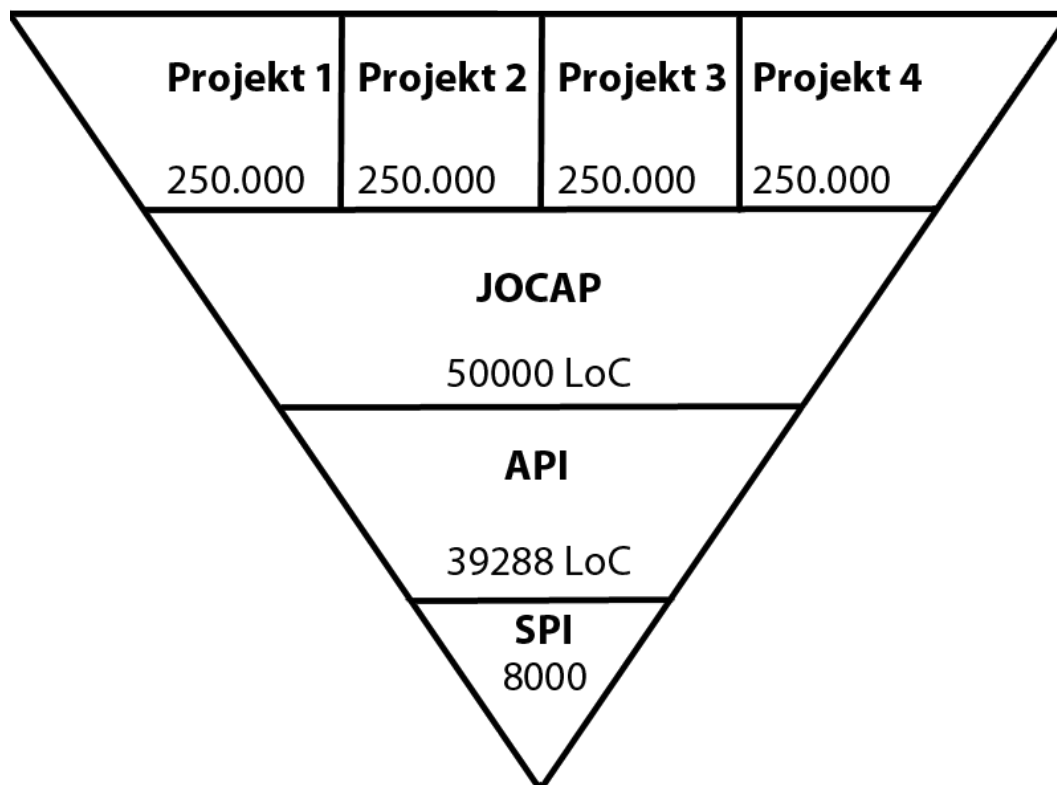 Projekt 1 Projekt 2 Projekt 3 Projekt 4
250.000 250.000 250.000 250.000
JOCAP
50000 LoC
API
39288 LoC
SPI
8000